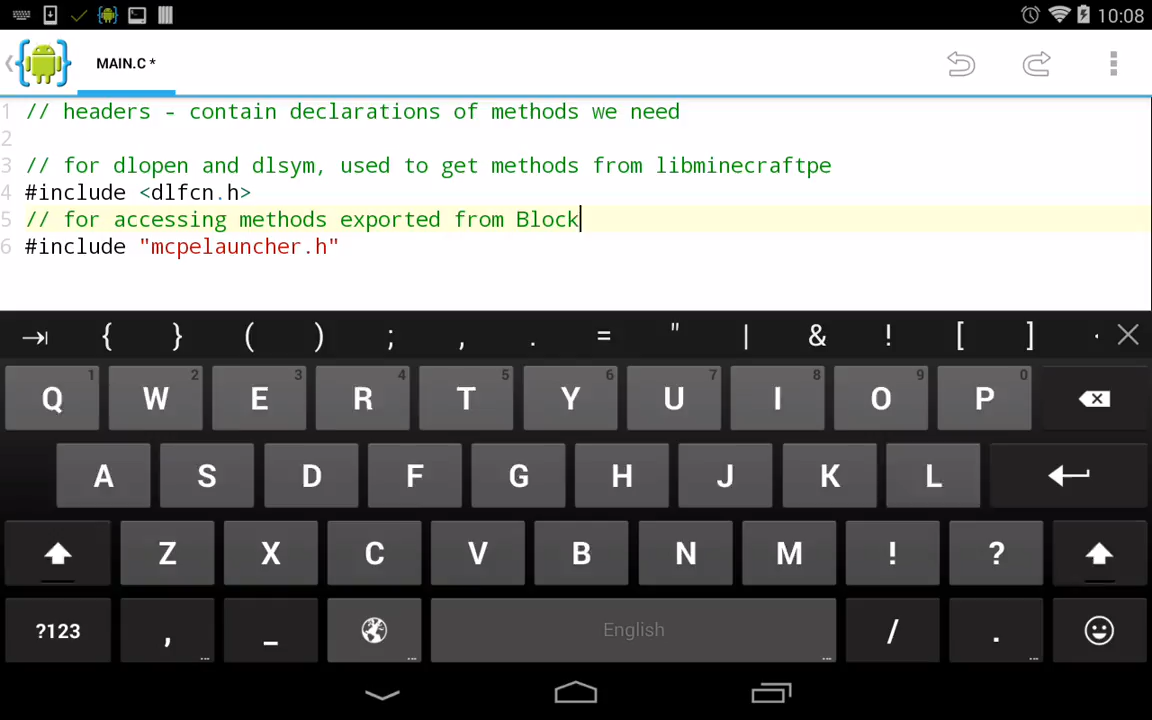 10:08
MAIN.C *
1 // headers - contain declarations of methods we need
2
3 // for dlopen and dlsym, used to get methods from libminecraftpe
4 #include <dlfcn.h>
5 // for accessing methods exported from Block
6 #include "mcpelauncher.h"
{ } ( ) ; , . = " | & ! [ ]
Q 1 W 2 E 3 R 4 T 5 Y 6 U 7 I 8 O 9 P 0
A S D F G H J K L
Z X C V B N M ! ?
?123 , ... _ ... English ... / . ...